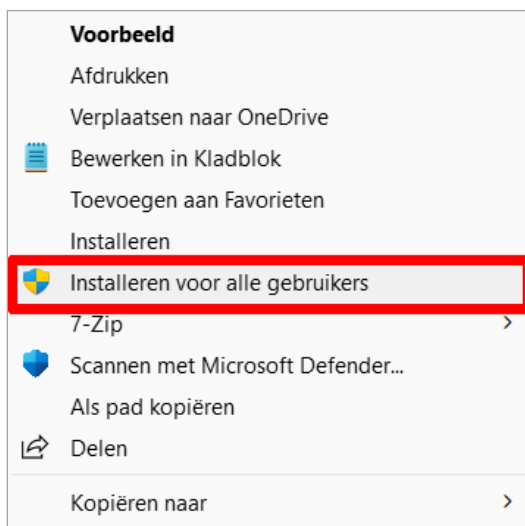 Voorbeeld
Afdrukken
Verplaatsen naar OneDrive
Bewerken in Kladblok
Toevoegen aan Favorieten
Installeren
Installeren voor alle gebruikers
7-Zip
Scannen met Microsoft Defender...
Als pad kopiëren
Delen
Kopiëren naar